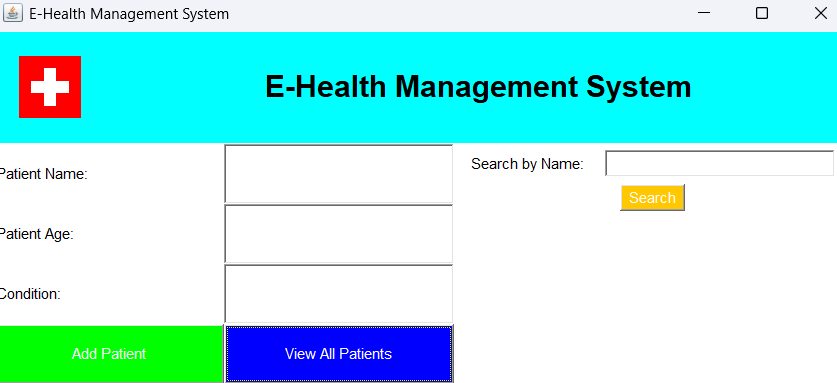 E-Health Management System
E-Health Management System
Patient Name:
Search by Name:
Search
Patient Age:
Condition:
Add Patient
View All Patients